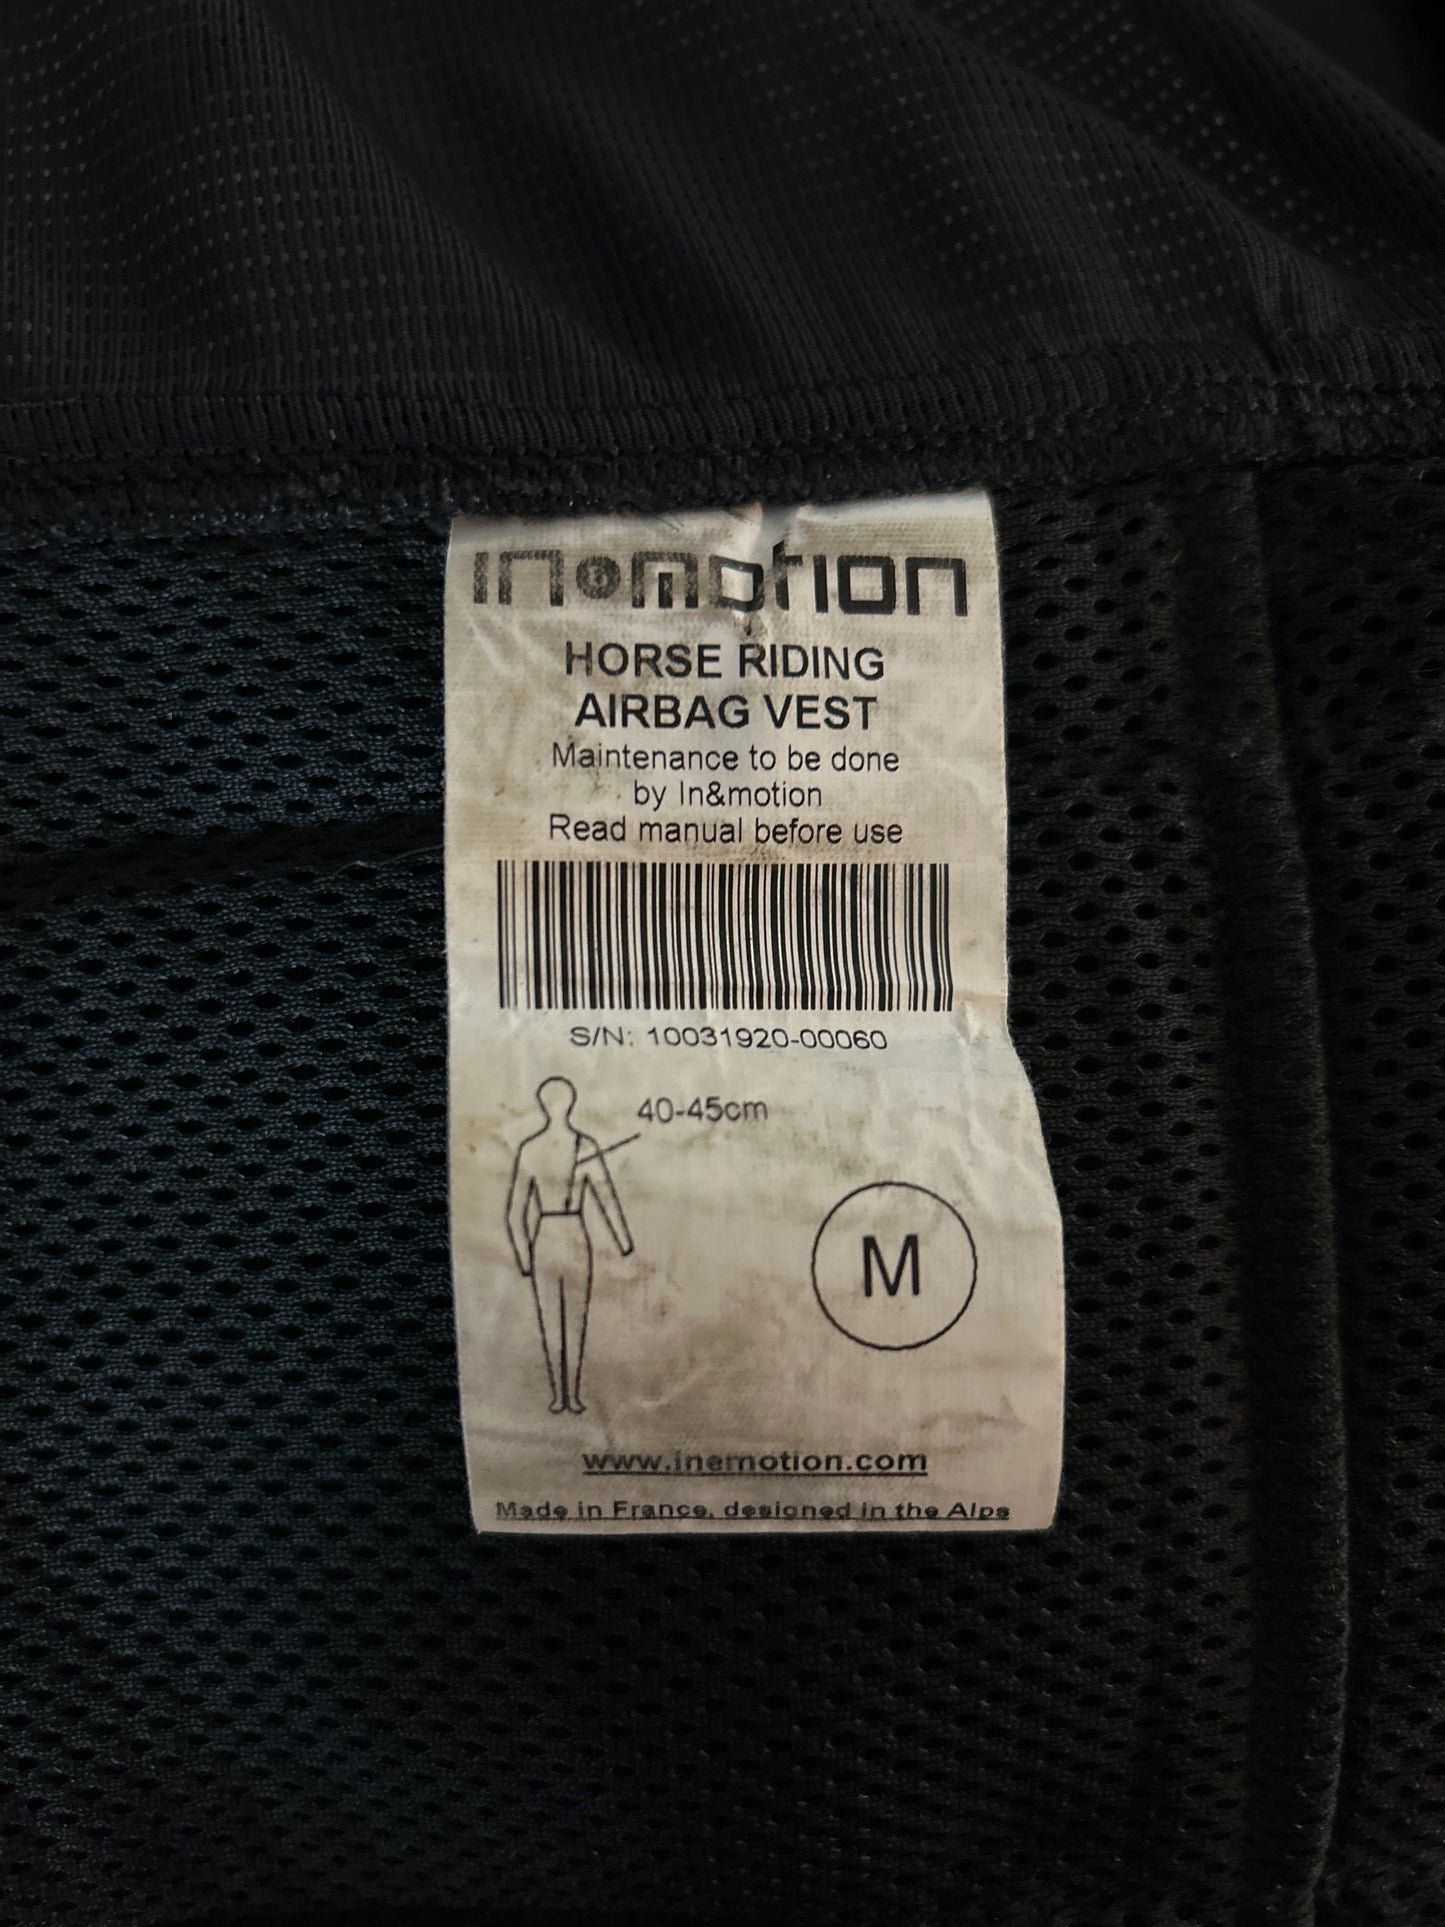 in&motion
HORSE RIDING
AIRBAG VEST
Maintenance to be done
by In&motion
Read manual before use
S/N: 10031920-00060
40-45cm
M
www.inemotion.com
Made in France, designed in the Alps